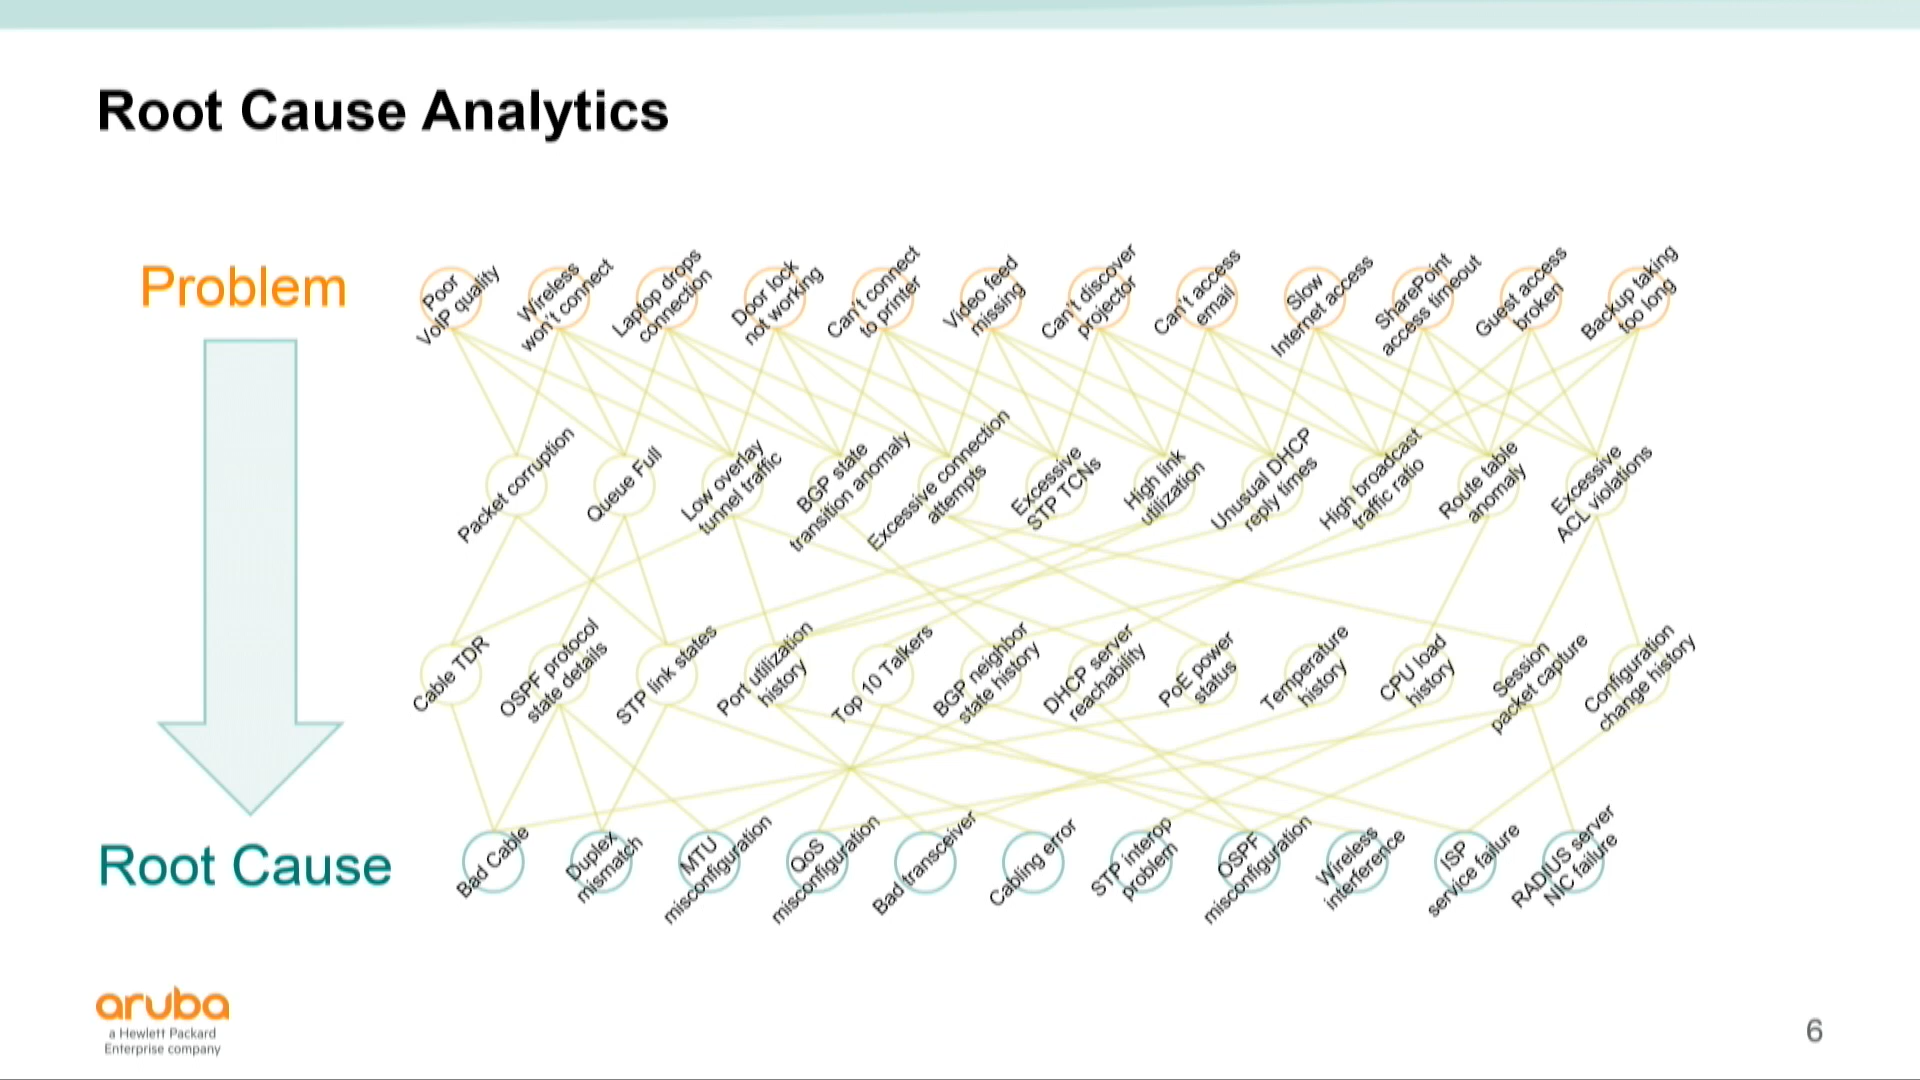 Root Cause Analytics
Problem
Poor
VoIP quality
Wireless
won't connect
Laptop drops
connection
Door lock
not working
Can't connect
to printer
Video feed
missing
Can't discover
projector
Can't access
email
Slow
Internet access
SharePoint
access timeout
Guest access
broken
Backup taking
too long
Packet corruption
Queue Full
Low overlay
tunnel traffic
BGP state
transition anomaly
Excessive connection
attempts
Excessive
STP TCNs
High link
utilization
Unusual DHCP
reply times
High broadcast
traffic ratio
Route table
anomaly
Excessive
ACL violations
Cable TDR
OSPF protocol
state details
STP link states
Port utilization
history
Top 10 Talkers
BGP neighbor
state history
DHCP server
reachability
PoE power
status
Temperature
history
CPU load
history
Session
packet capture
Configuration
change history
Root Cause
Bad Cable
Duplex
mismatch
MTU
misconfiguration
QoS
misconfiguration
Bad transceiver
Cabling error
STP interop
problem
OSPF
misconfiguration
Wireless
interference
ISP
service failure
RADIUS server
NIC failure
aruba
a Hewlett Packard
Enterprise company
6